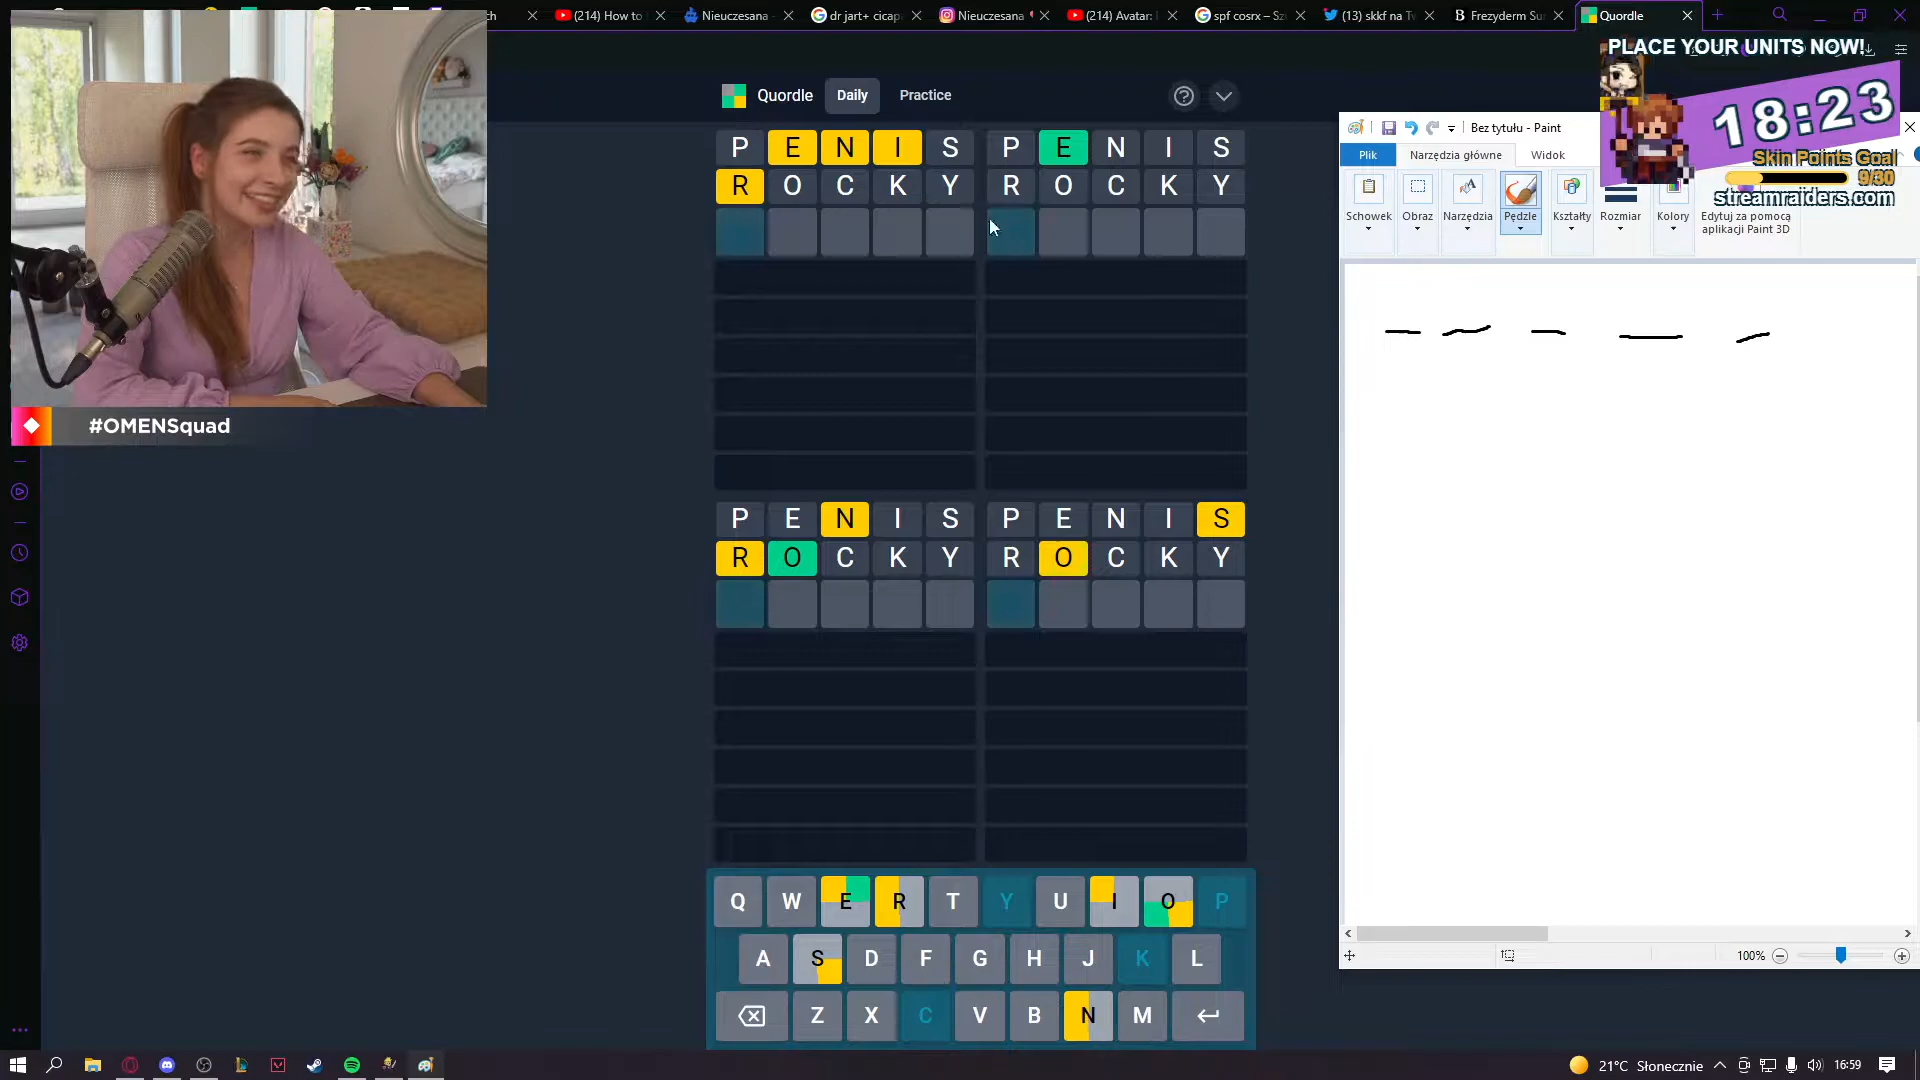 ch
(214) How to
Nieuczesana
dr jart+ cicap
Nieuczesana
(214) Avatar:
spf cosrx – Sz
(13) skkf na Tw
Frezyderm Su
Quordle
PLACE YOUR UNITS NOW!
18:23
Skin Points Goal
9/30
streamraiders.com
Quordle Daily Practice
P E N I S P E N I S
R O C K Y R O C K Y
P E N I S P E N I S
R O C K Y R O C K Y
Q W E R T Y U I O P
A S D F G H J K L
Z X C V B N M
#OMENSquad
Bez tytułu - Paint
Plik Narzędzia główne Widok
Schowek Obraz Narzędzia Pędzle Kształty Rozmiar Kolory Edytuj za pomocą
aplikacji Paint 3D
100%
21°C Słonecznie 16:59